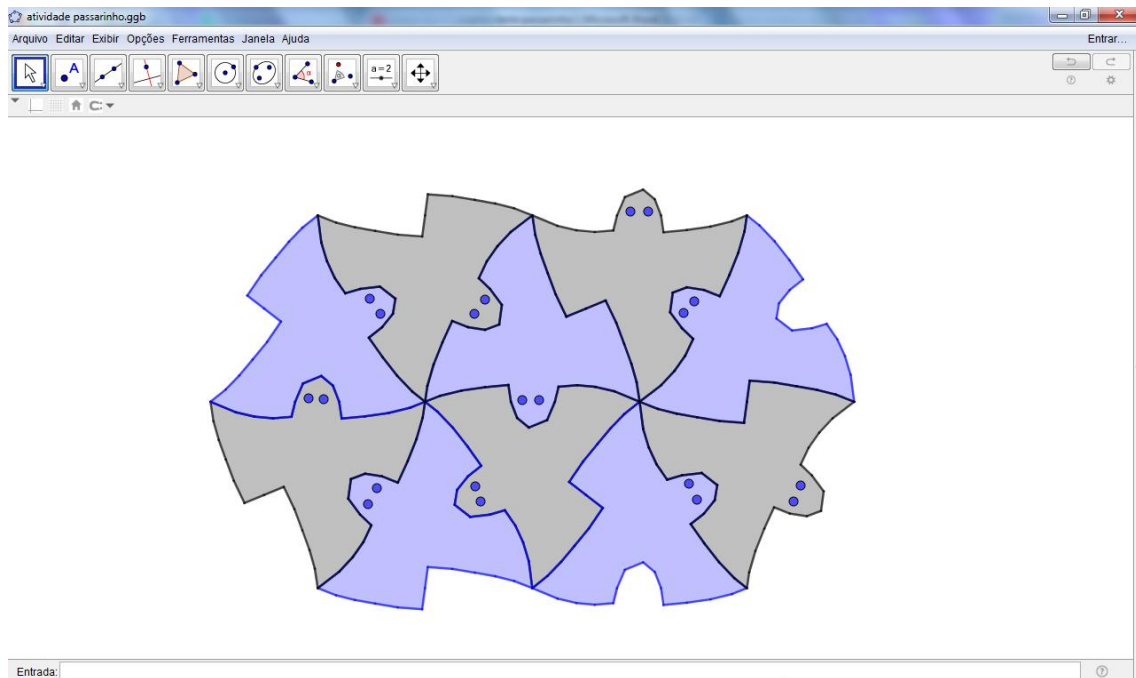 atividade passarinho.ggb
Arquivo Editar Exibir Opções Ferramentas Janela Ajuda
Entrar...
A
α
a=2
Entrada: